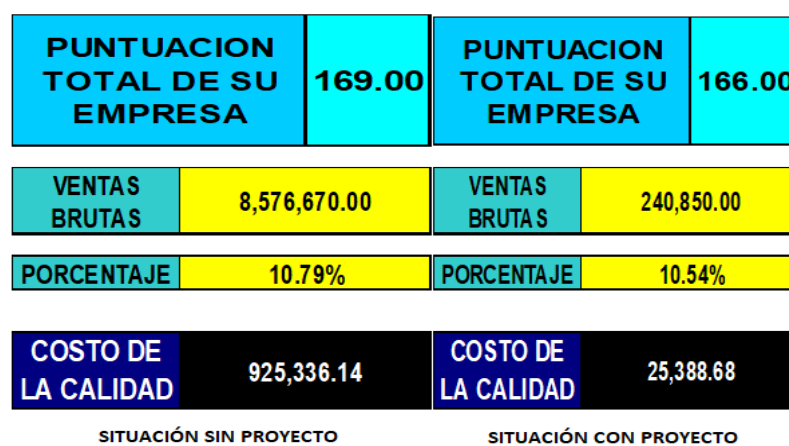 PUNTUACION
TOTAL DE SU
EMPRESA
169.00
PUNTUACION
TOTAL DE SU
EMPRESA
166.00
VENTAS
BRUTAS
8,576,670.00
VENTAS
BRUTAS
240,850.00
PORCENTAJE
10.79%
PORCENTAJE
10.54%
COSTO DE
LA CALIDAD
925,336.14
COSTO DE
LA CALIDAD
25,388.68
SITUACIÓN SIN PROYECTO
SITUACIÓN CON PROYECTO